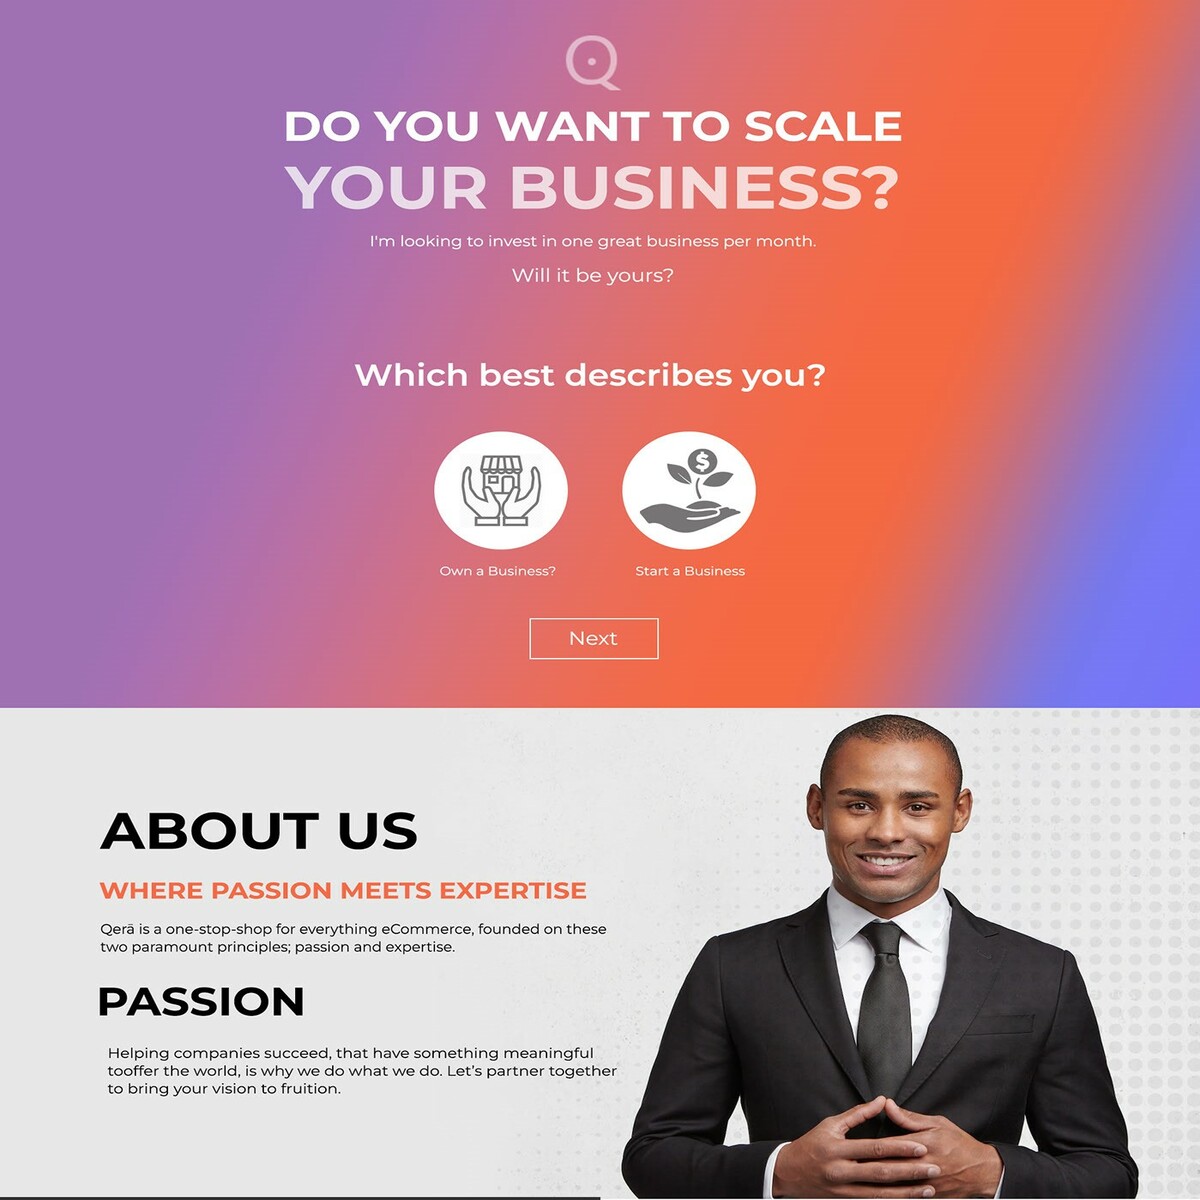 Q
DO YOU WANT TO SCALE
YOUR BUSINESS?
I'm looking to invest in one great business per month.
Will it be yours?
Which best describes you?
$
Own a Business?
Start a Business
Next
ABOUT US
WHERE PASSION MEETS EXPERTISE
Qerā is a one-stop-shop for everything eCommerce, founded on these
two paramount principles; passion and expertise.
PASSION
Helping companies succeed, that have something meaningful
tooffer the world, is why we do what we do. Let’s partner together
to bring your vision to fruition.